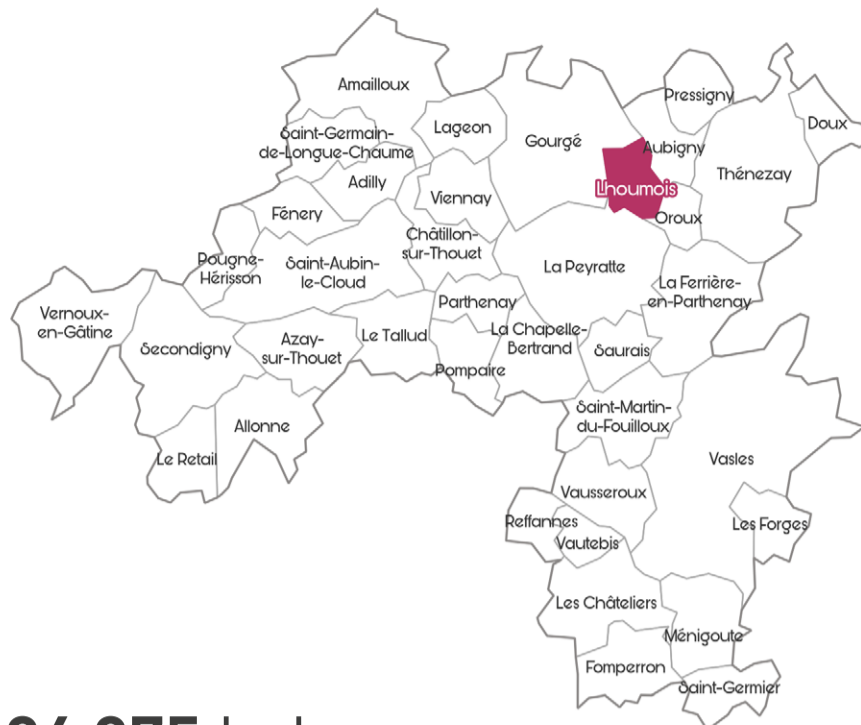 Amailloux
Pressigny
Doux
Saint-Germain-
de-Longue-Chaume
Lageon
Gourgé
Aubigny
Thénezay
Adilly
Viennay
Lhoumois
Fénery
Oroux
Châtillon-
sur-Thouet
Pougne-
Hérisson
Saint-Aubin-
le-Cloud
La Peyratte
La Ferrière-
en-Parthenay
Parthenay
Vernoux-
en-Gâtine
Secondigny
Azay-
sur-Thouet
Le Tallud
La Chapelle-
Bertrand
Saurais
Pompaire
Saint-Martin-
du-Fouilloux
Allonne
Le Retail
Vasles
Vausseroux
Reffannes
Les Forges
Vautebis
Les Châteliers
Ménigoute
Fomperron
Saint-Germier